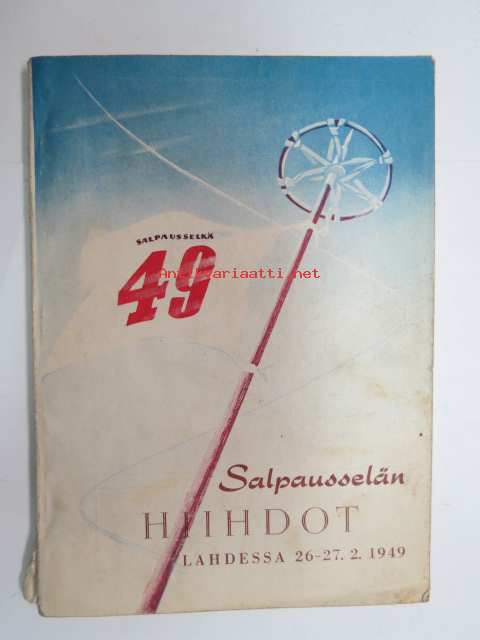 SALPAUSSELKÄ
49
Antikvariaatti.net
Salpausselän
HIIHDOT
LAHDESSA 26-27. 2. 1949